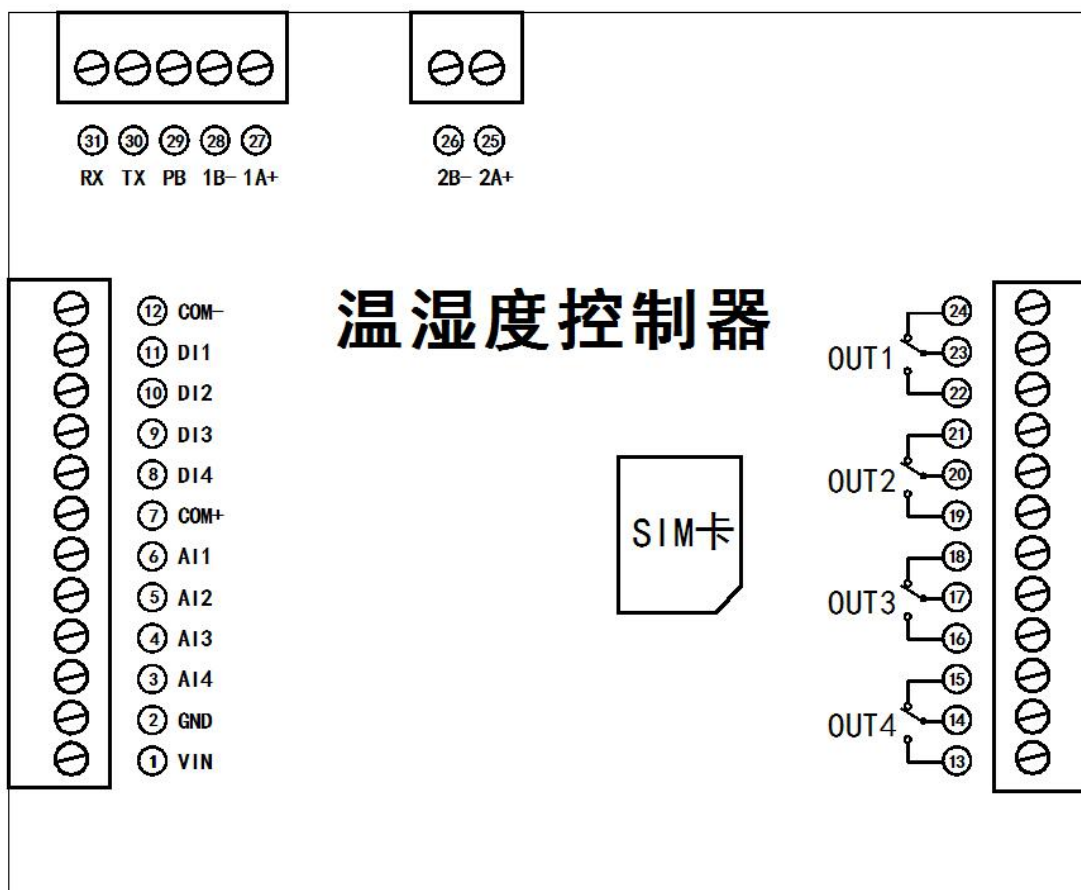 31 30 29 28 27
RX TX PB 1B- 1A+
26 25
2B- 2A+
温湿度控制器
12 COM-
11 DI1
10 DI2
9 DI3
8 DI4
7 COM+
6 AI1
5 AI2
4 AI3
3 AI4
2 GND
1 VIN
SIM卡
24
OUT1 23
22
21
OUT2 20
19
18
OUT3 17
16
15
OUT4 14
13